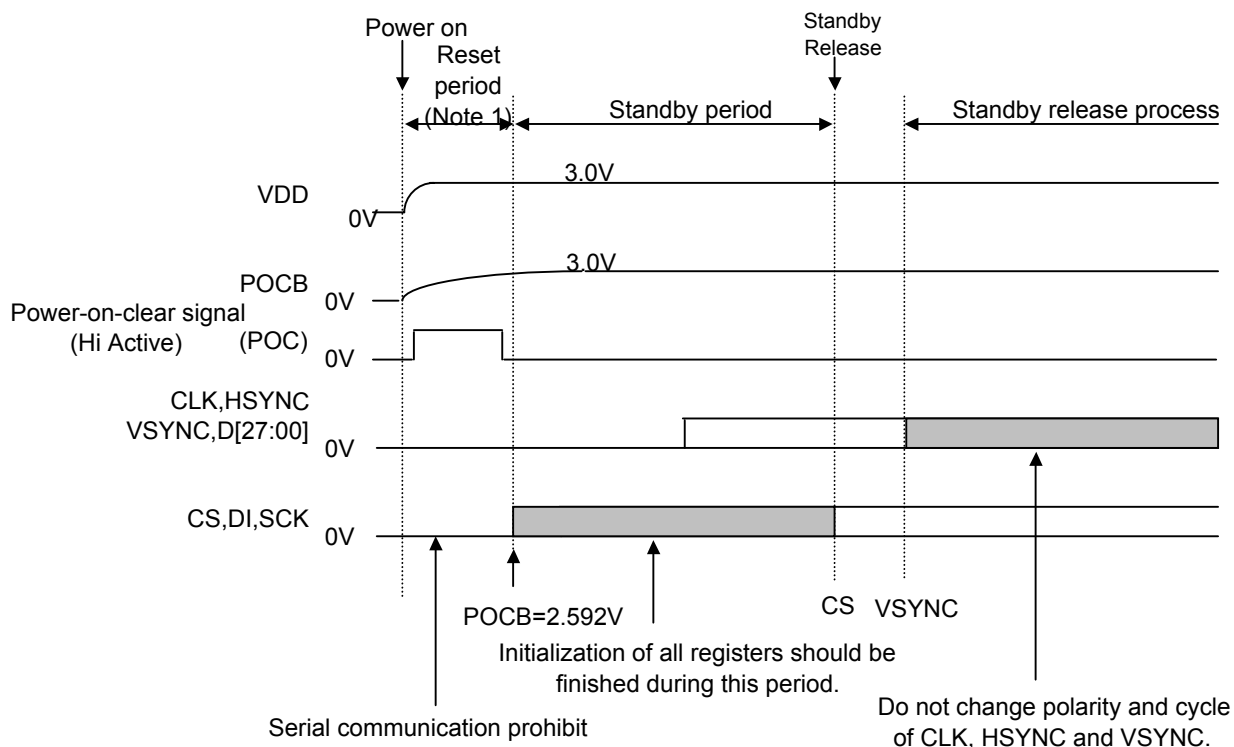 Power on
Reset
period
(Note 1)
Standby
Release
Standby period
Standby release process
VDD
0V
3.0V
POCB
0V
3.0V
Power-on-clear signal
(Hi Active)
(POC)
0V
CLK,HSYNC
VSYNC,D[27:00]
0V
CS,DI,SCK
0V
POCB=2.592V
CS
VSYNC
Initialization of all registers should be
finished during this period.
Serial communication prohibit
Do not change polarity and cycle
of CLK, HSYNC and VSYNC.